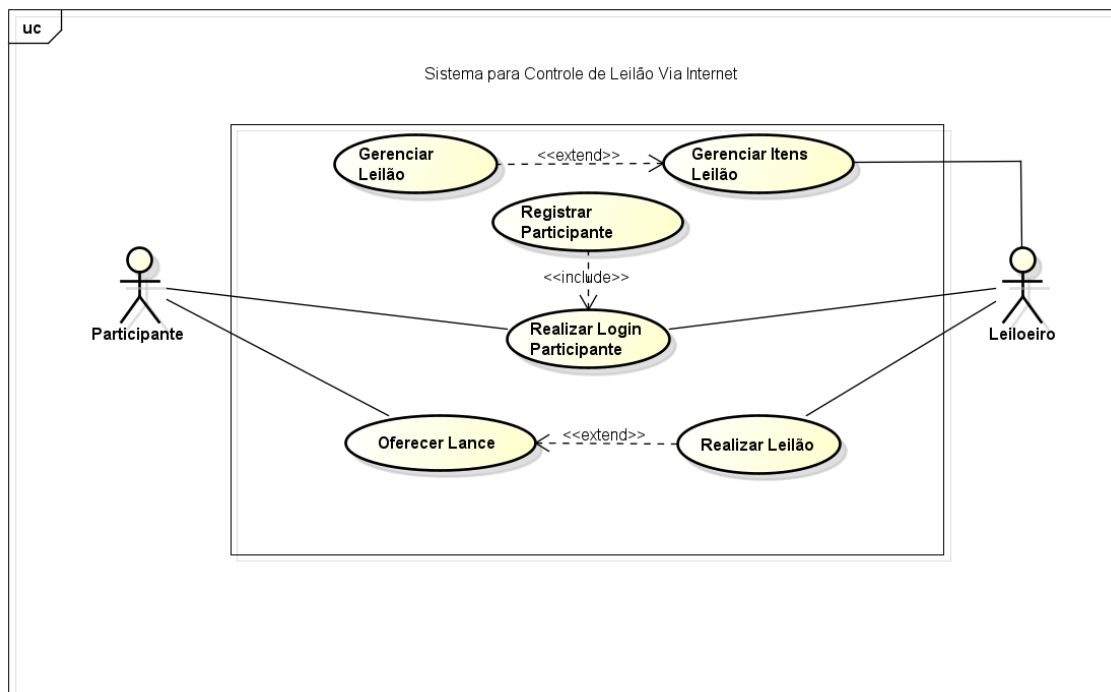 uc
Sistema para Controle de Leilão Via Internet
Gerenciar
Leilão
<<extend>>
Gerenciar Itens
Leilão
Registrar
Participante
<<include>>
Participante
Realizar Login
Participante
Leiloeiro
Oferecer Lance
<<extend>>
Realizar Leilão